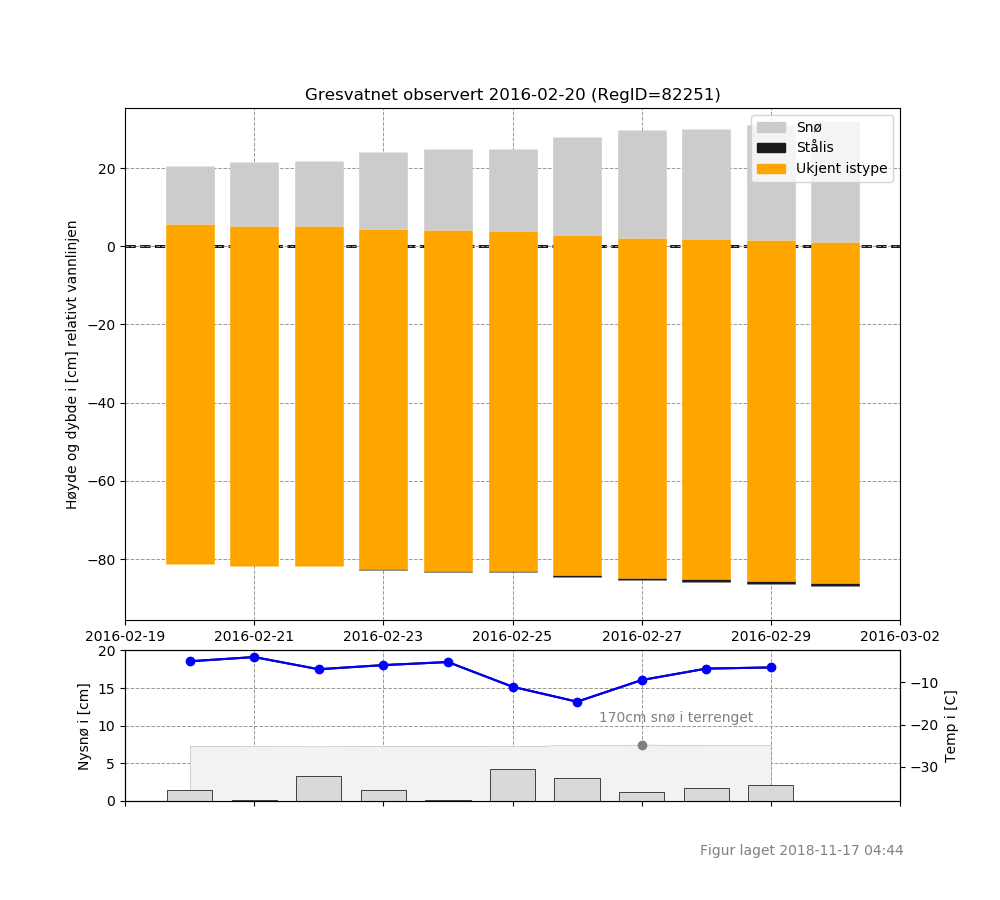 Gresvatnet observert 2016-02-20 (RegID=82251)
Snø
Stålis
Ukjent istype
Høyde og dybde i [cm] relativt vannlinjen
20
0
−20
−40
−60
−80
2016-02-19 2016-02-21 2016-02-23 2016-02-25 2016-02-27 2016-02-29 2016-03-02
Nysnø i [cm]
20
15
10
5
0
170cm snø i terrenget
−10
−20
−30
Temp i [C]
Figur laget 2018-11-17 04:44